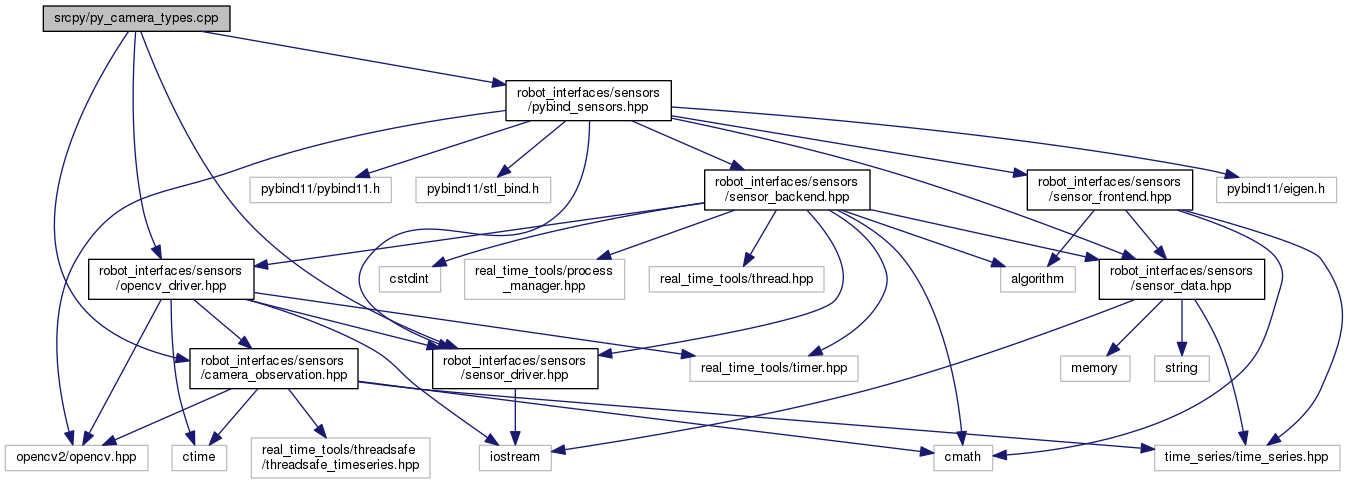 srcpy/py_camera_types.cpp
robot_interfaces/sensors
/pybind_sensors.hpp
pybind11/pybind11.h
pybind11/stl_bind.h
robot_interfaces/sensors
/sensor_backend.hpp
robot_interfaces/sensors
/sensor_frontend.hpp
pybind11/eigen.h
robot_interfaces/sensors
/opencv_driver.hpp
cstdint
real_time_tools/process
_manager.hpp
real_time_tools/thread.hpp
algorithm
robot_interfaces/sensors
/sensor_data.hpp
robot_interfaces/sensors
/camera_observation.hpp
robot_interfaces/sensors
/sensor_driver.hpp
real_time_tools/timer.hpp
memory
string
opencv2/opencv.hpp
ctime
real_time_tools/threadsafe
/threadsafe_timeseries.hpp
iostream
cmath
time_series/time_series.hpp